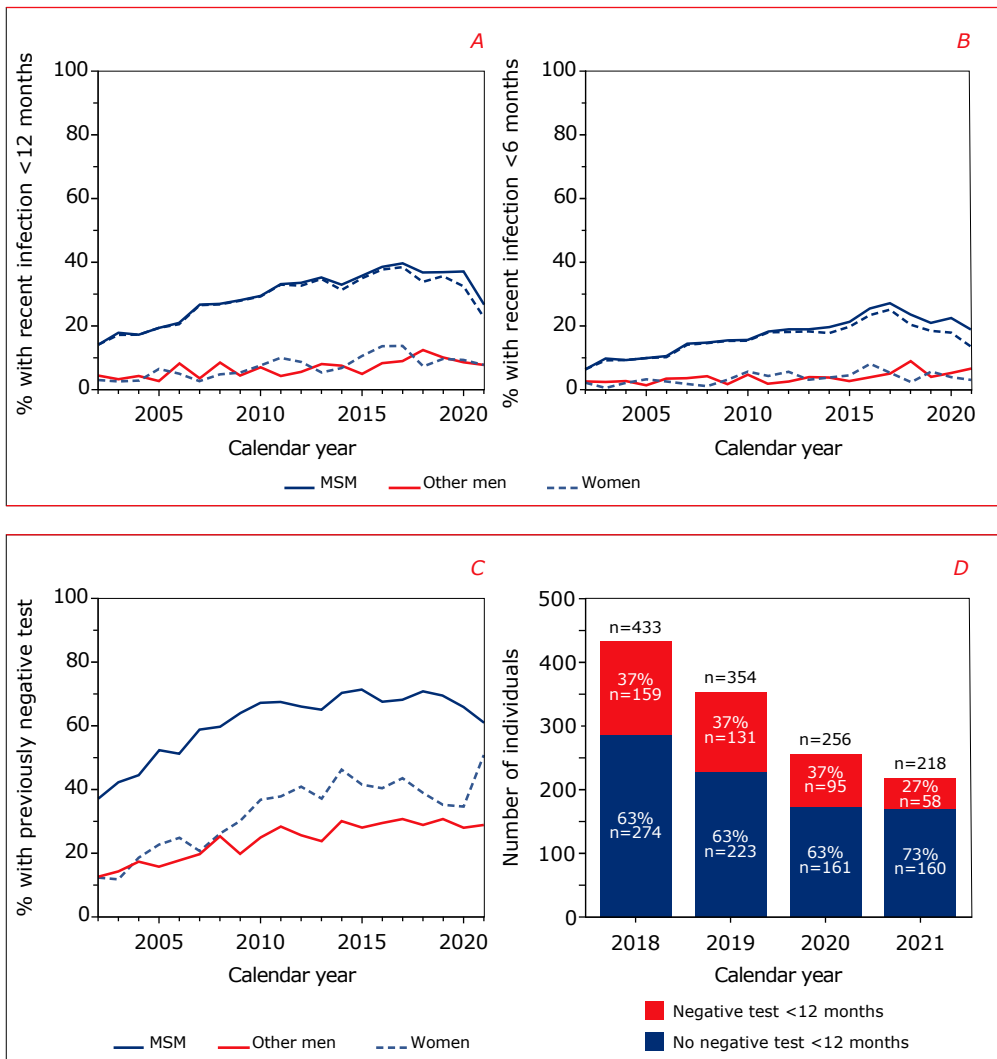 A
% with recent infection <12 months
100
80
60
40
20
0
2005
2010
2015
2020
Calendar year
B
% with recent infection <6 months
100
80
60
40
20
0
2005
2010
2015
2020
Calendar year
MSM
Other men
Women
C
% with previously negative test
100
80
60
40
20
0
2005
2010
2015
2020
Calendar year
MSM
Other men
Women
D
Number of individuals
500
400
300
200
100
0
n=433
37%
n=159
63%
n=274
n=354
37%
n=131
63%
n=223
n=256
37%
n=95
63%
n=161
n=218
27%
n=58
73%
n=160
2018
2019
2020
2021
Calendar year
Negative test <12 months
No negative test <12 months